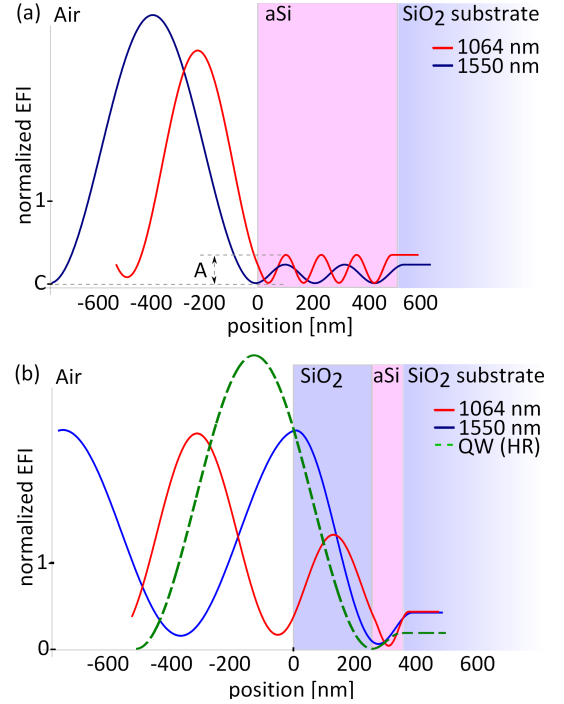 (a) Air aSi SiO2 substrate
1064 nm
1550 nm
normalized EFI
1
A
C
-600 -400 -200 0 200 400 600
position [nm]
(b) Air SiO2 aSi SiO2 substrate
1064 nm
1550 nm
QW (HR)
normalized EFI
1
0
-600 -400 -200 0 200 400 600
position [nm]